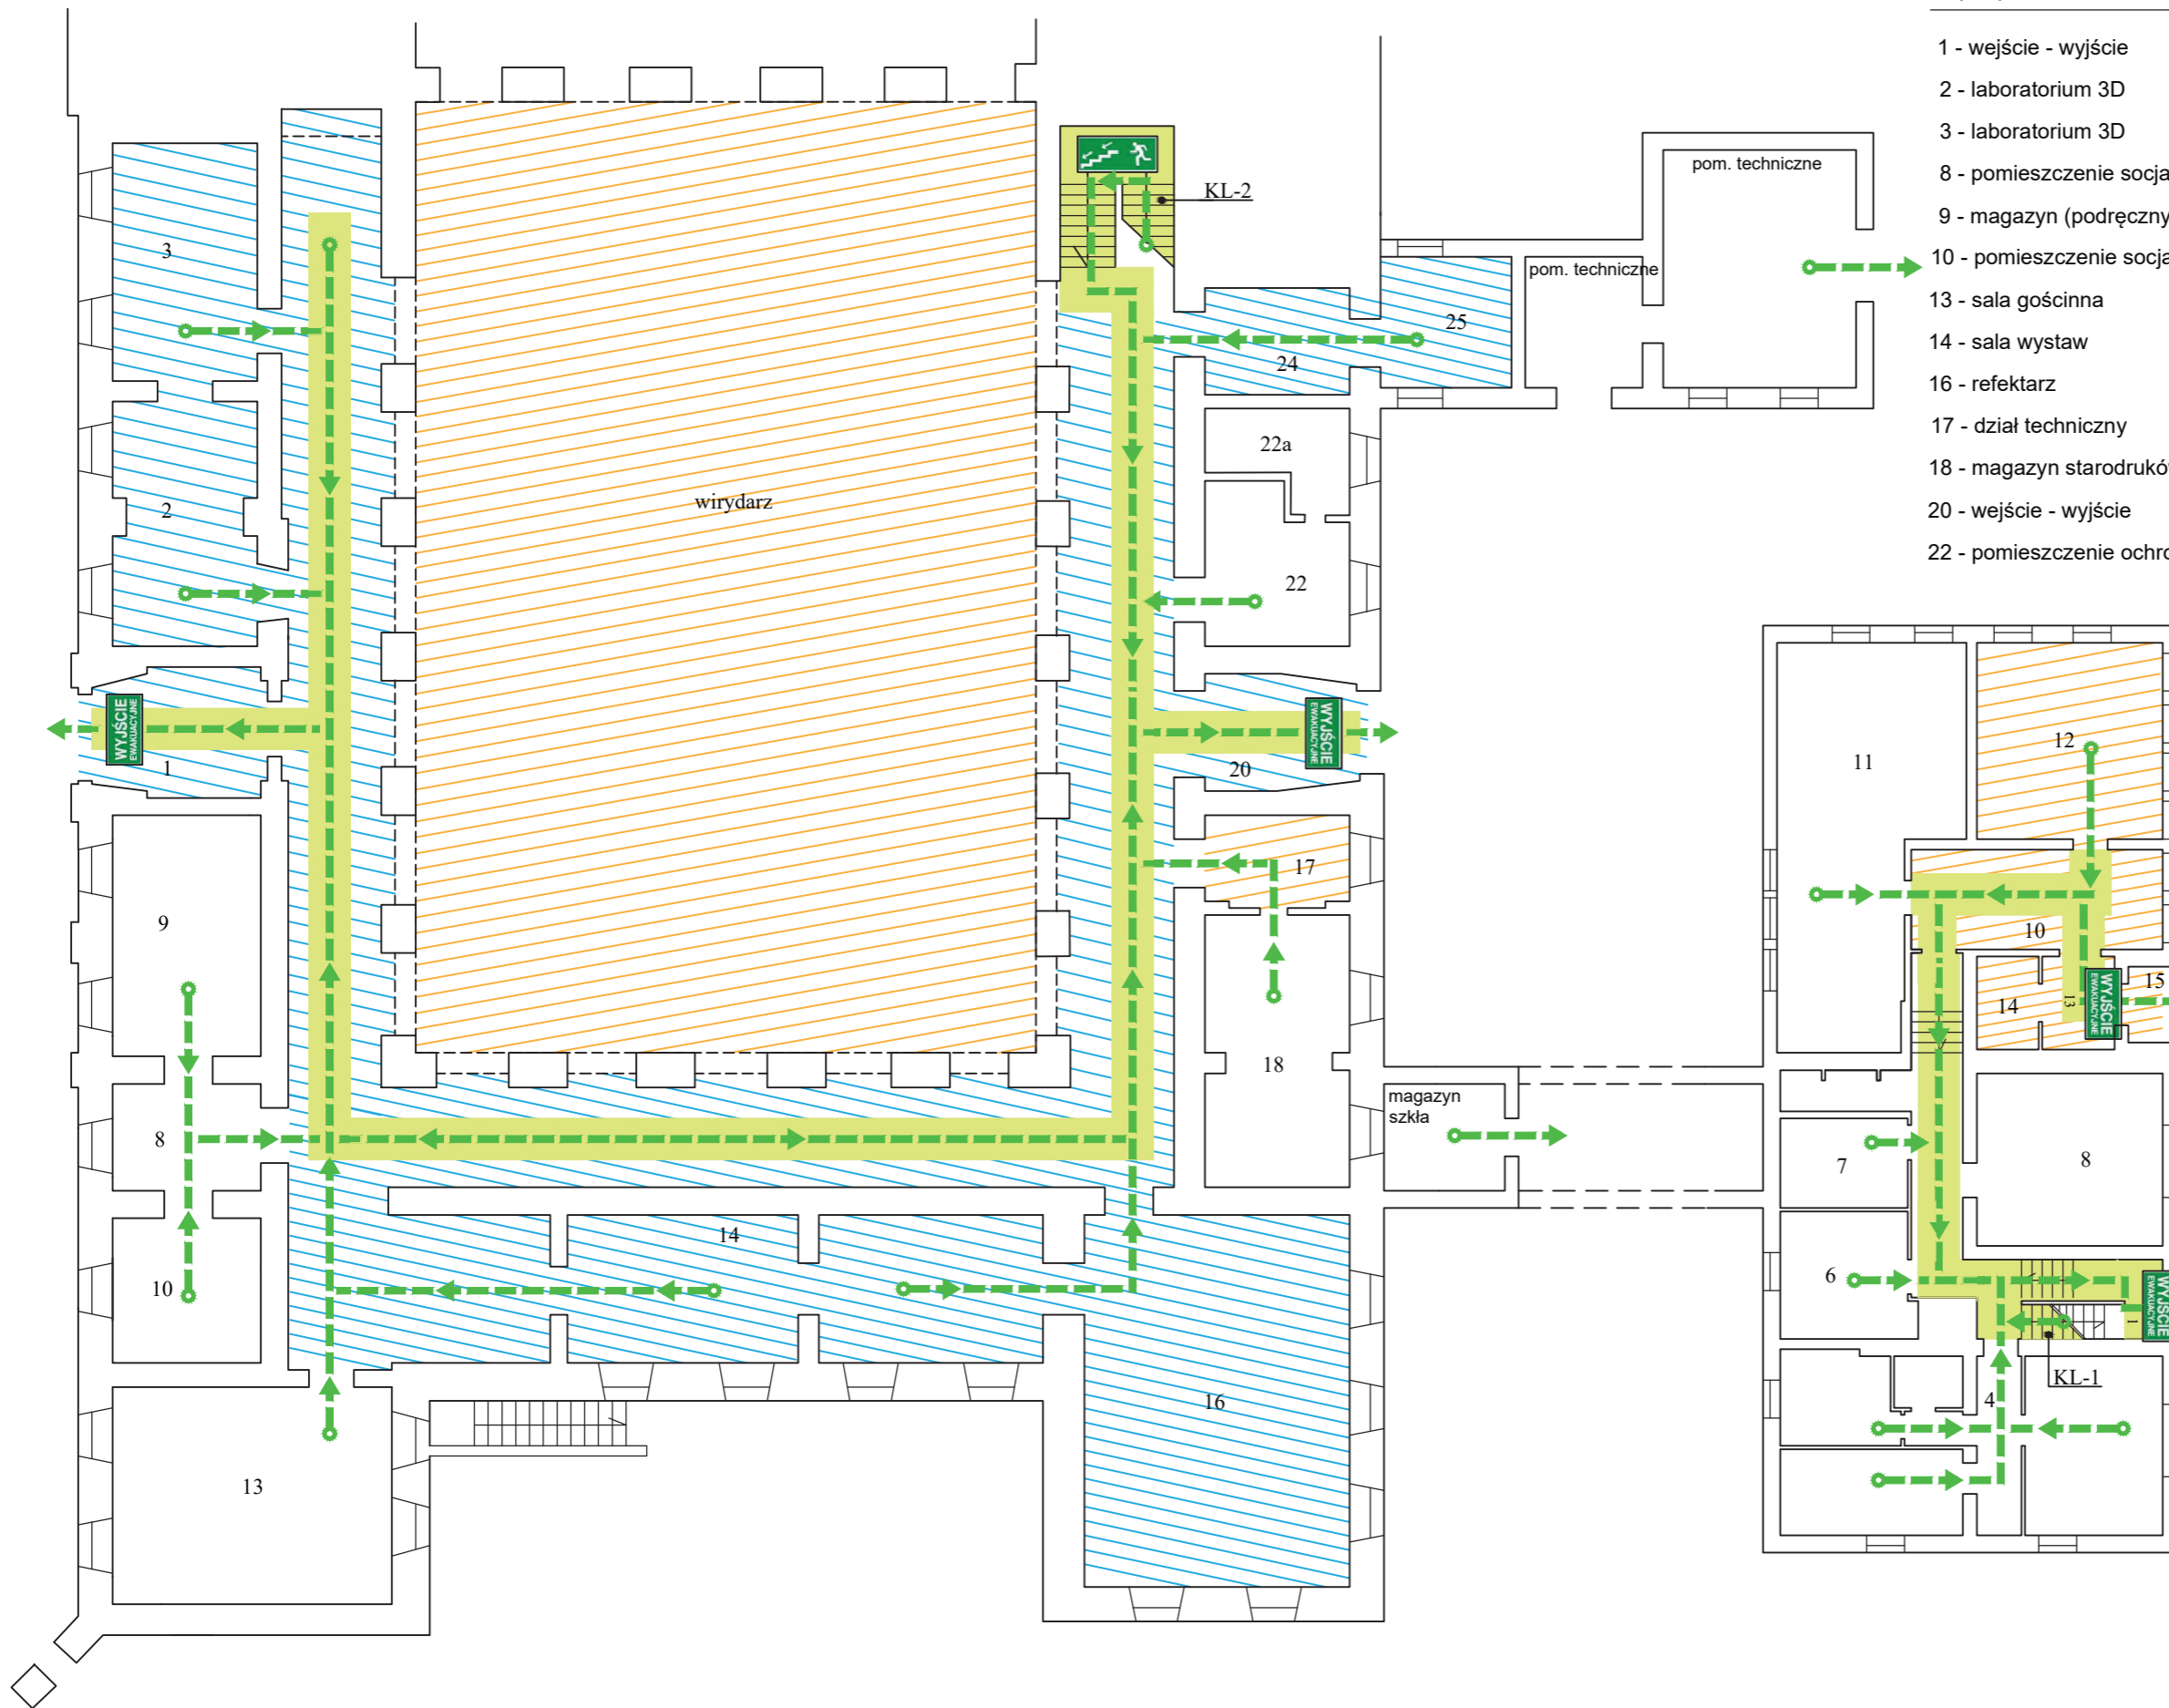 1 - wejście - wyjście
2 - laboratorium 3D
3 - laboratorium 3D
8 - pomieszczenie socja
9 - magazyn (podręczny
10 - pomieszczenie socja
13 - sala gościnna
14 - sala wystaw
16 - refektarz
17 - dział techniczny
18 - magazyn starodruków
20 - wejście - wyjście
22 - pomieszczenie ochro
pom. techniczne
KL-2
3
pom. techniczne
25
24
22a
wirydarz
2
22
WYJŚCIE
EWAKUACYJNE
1
WYJŚCIE
EWAKUACYJNE
20
12
11
17
9
10
WYJŚCIE
EWAKUACYJNE
13
14
15
18
magazyn
szkła
8
7
8
14
6
10
WYJŚCIE
EWAKUACYJNE
1
KL-1
4
16
13